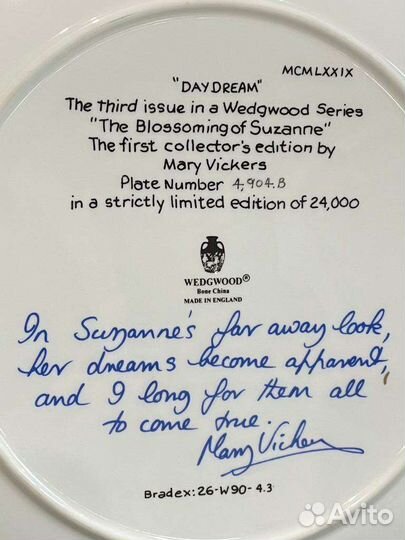 MCMLXXIX
"DAY DREAM"
The third issue in a Wedgwood Series
"The Blossoming of Suzanne"
The first collector's edition by
Mary Vickers
Plate Number 4,904.B
in a strictly limited edition of 24,000
WEDGWOOD®
Bone China
MADE IN ENGLAND
In Suzanne's far away look,
her dreams become apparent,
and I long for them all
to come true.
Mary Vickers
Bradex: 26-W90-4.3
Avito